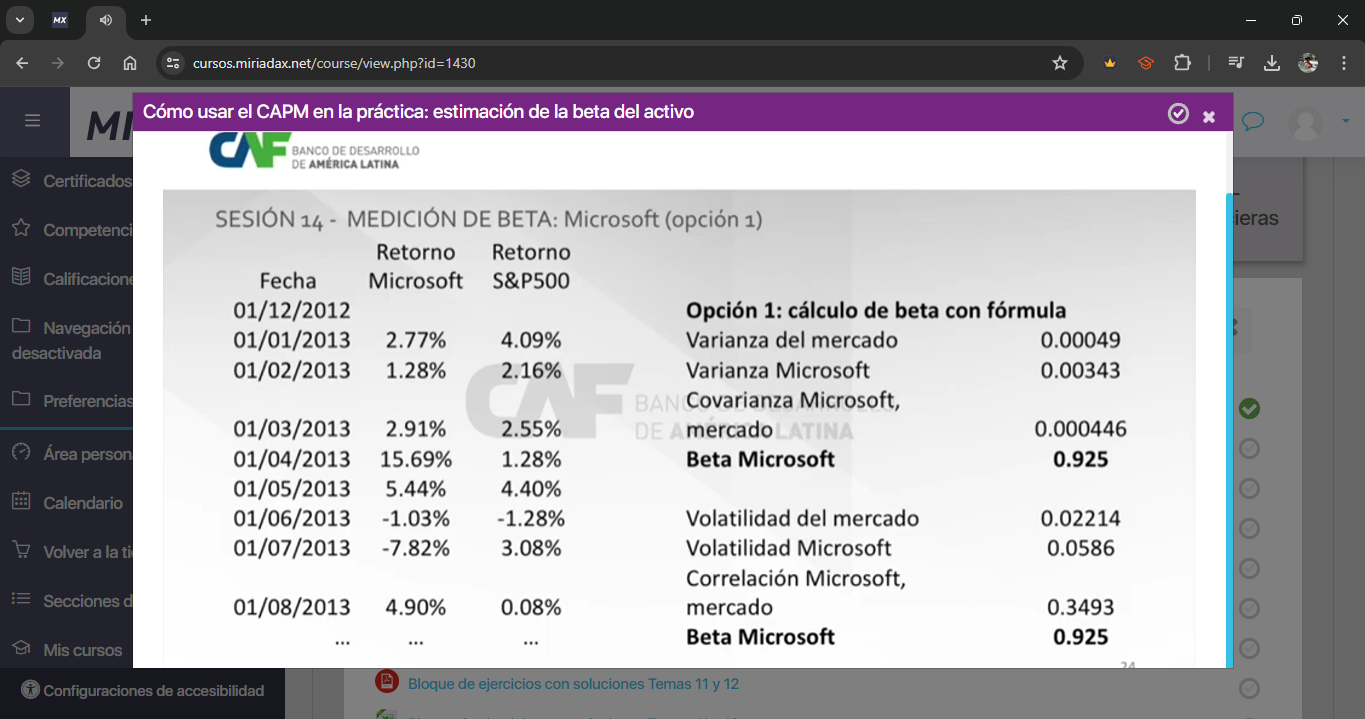 MX
cursos.miriadax.net/course/view.php?id=1430
Cómo usar el CAPM en la práctica: estimación de la beta del activo
MI
CAF BANCO DE DESARROLLO
DE AMÉRICA LATINA
SESIÓN 14 - MEDICIÓN DE BETA: Microsoft (opción 1)
Retorno Retorno
Fecha Microsoft S&P500
01/12/2012 Opción 1: cálculo de beta con fórmula
01/01/2013 2.77% 4.09% Varianza del mercado 0.00049
01/02/2013 1.28% 2.16% Varianza Microsoft 0.00343
Covarianza Microsoft,
01/03/2013 2.91% 2.55% mercado 0.000446
01/04/2013 15.69% 1.28% Beta Microsoft 0.925
01/05/2013 5.44% 4.40%
01/06/2013 -1.03% -1.28% Volatilidad del mercado 0.02214
01/07/2013 -7.82% 3.08% Volatilidad Microsoft 0.0586
Correlación Microsoft,
01/08/2013 4.90% 0.08% mercado 0.3493
... ... ... Beta Microsoft 0.925
24
CAF BANCO DE DESARROLLO
DE AMÉRICA LATINA
Certificados
Competenci
Calificacione
Navegación
desactivada
Preferencias
Área person
Calendario
Volver a la ti
Secciones d
Mis cursos
Configuraciones de accesibilidad
ieras
Bloque de ejercicios con soluciones Temas 11 y 12